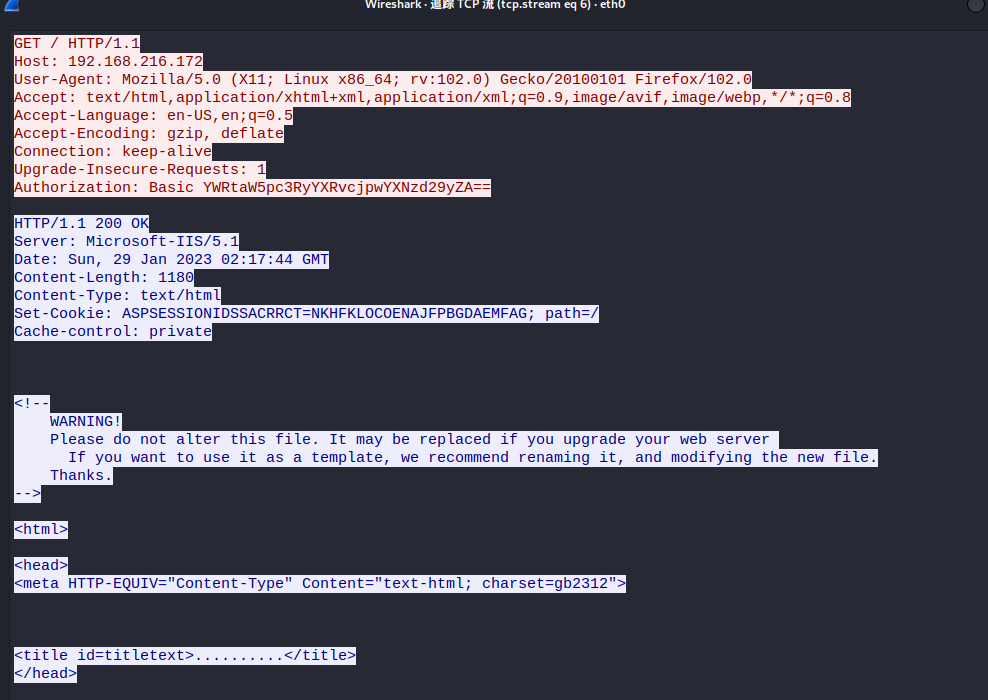 Wireshark · 追踪 TCP 流 (tcp.stream eq 6) · eth0
GET / HTTP/1.1
Host: 192.168.216.172
User-Agent: Mozilla/5.0 (X11; Linux x86_64; rv:102.0) Gecko/20100101 Firefox/102.0
Accept: text/html,application/xhtml+xml,application/xml;q=0.9,image/avif,image/webp,*/*;q=0.8
Accept-Language: en-US,en;q=0.5
Accept-Encoding: gzip, deflate
Connection: keep-alive
Upgrade-Insecure-Requests: 1
Authorization: Basic YWRtaW5pc3RyYXRvcjpwYXNzd29yZA==
HTTP/1.1 200 OK
Server: Microsoft-IIS/5.1
Date: Sun, 29 Jan 2023 02:17:44 GMT
Content-Length: 1180
Content-Type: text/html
Set-Cookie: ASPSESSIONIDSSACRRCT=NKHFKLOCOENAJFPBGDAEMFAG; path=/
Cache-control: private
<!--
WARNING!
Please do not alter this file. It may be replaced if you upgrade your web server
If you want to use it as a template, we recommend renaming it, and modifying the new file.
Thanks.
-->
<html>
<head>
<meta HTTP-EQUIV="Content-Type" Content="text-html; charset=gb2312">
<title id=titletext>..........</title>
</head>